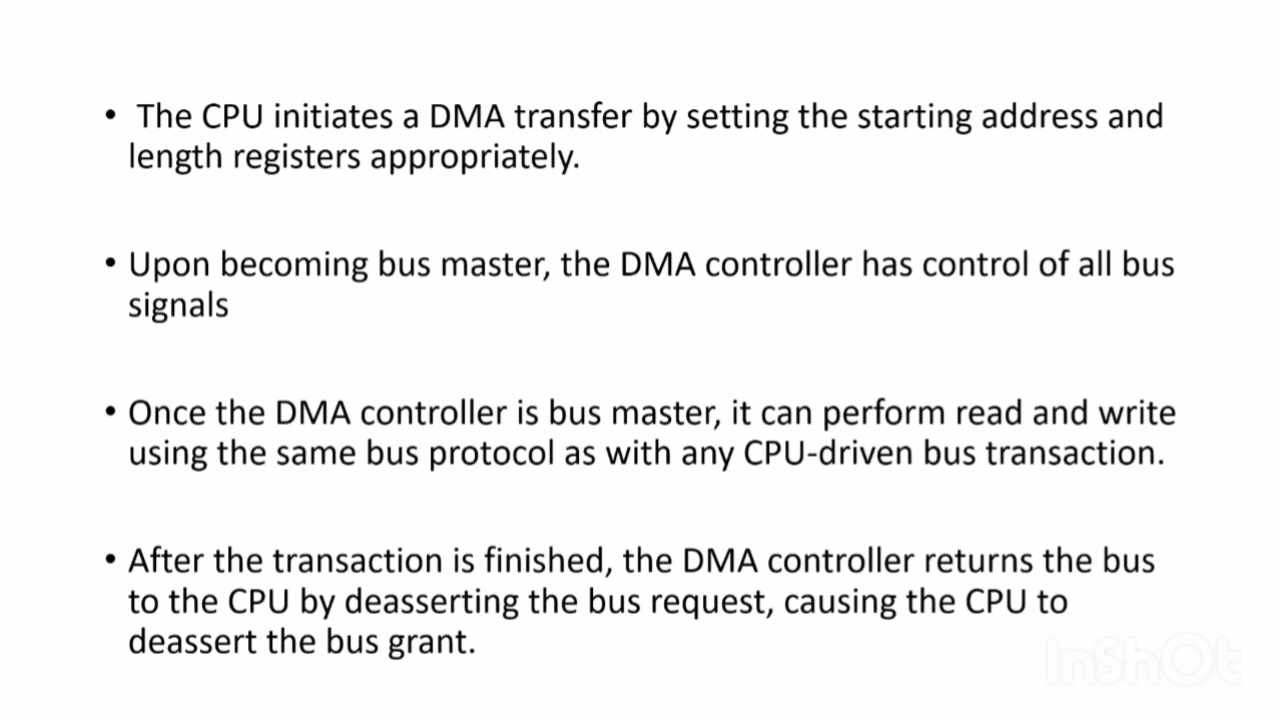 • The CPU initiates a DMA transfer by setting the starting address and
length registers appropriately.
• Upon becoming bus master, the DMA controller has control of all bus
signals
• Once the DMA controller is bus master, it can perform read and write
using the same bus protocol as with any CPU-driven bus transaction.
• After the transaction is finished, the DMA controller returns the bus
to the CPU by deasserting the bus request, causing the CPU to
deassert the bus grant.
InShOt